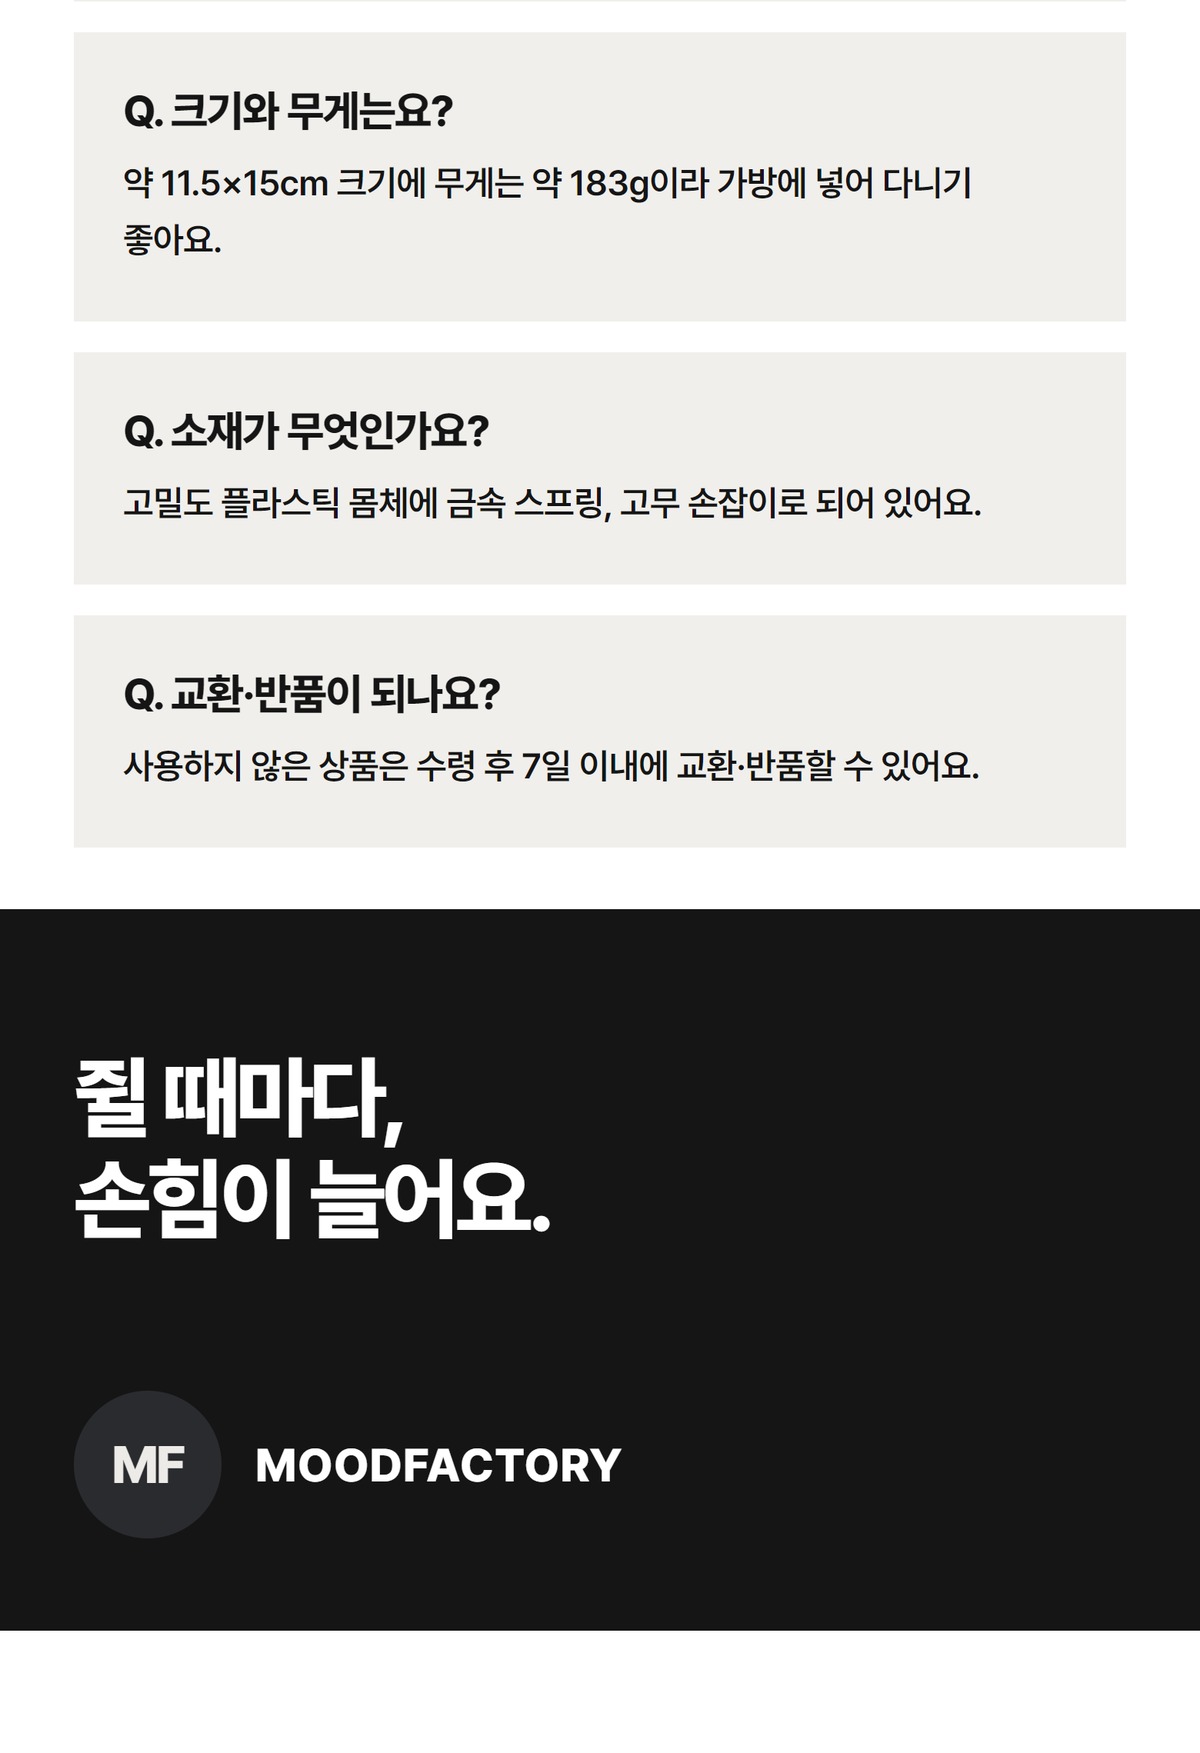 Q. 크기와 무게는요?
약 11.5×15cm 크기에 무게는 약 183g이라 가방에 넣어 다니기
좋아요.
Q. 소재가 무엇인가요?
고밀도 플라스틱 몸체에 금속 스프링, 고무 손잡이로 되어 있어요.
Q. 교환·반품이 되나요?
사용하지 않은 상품은 수령 후 7일 이내에 교환·반품할 수 있어요.
쥘 때마다,
손힘이 늘어요.
MF
MOODFACTORY